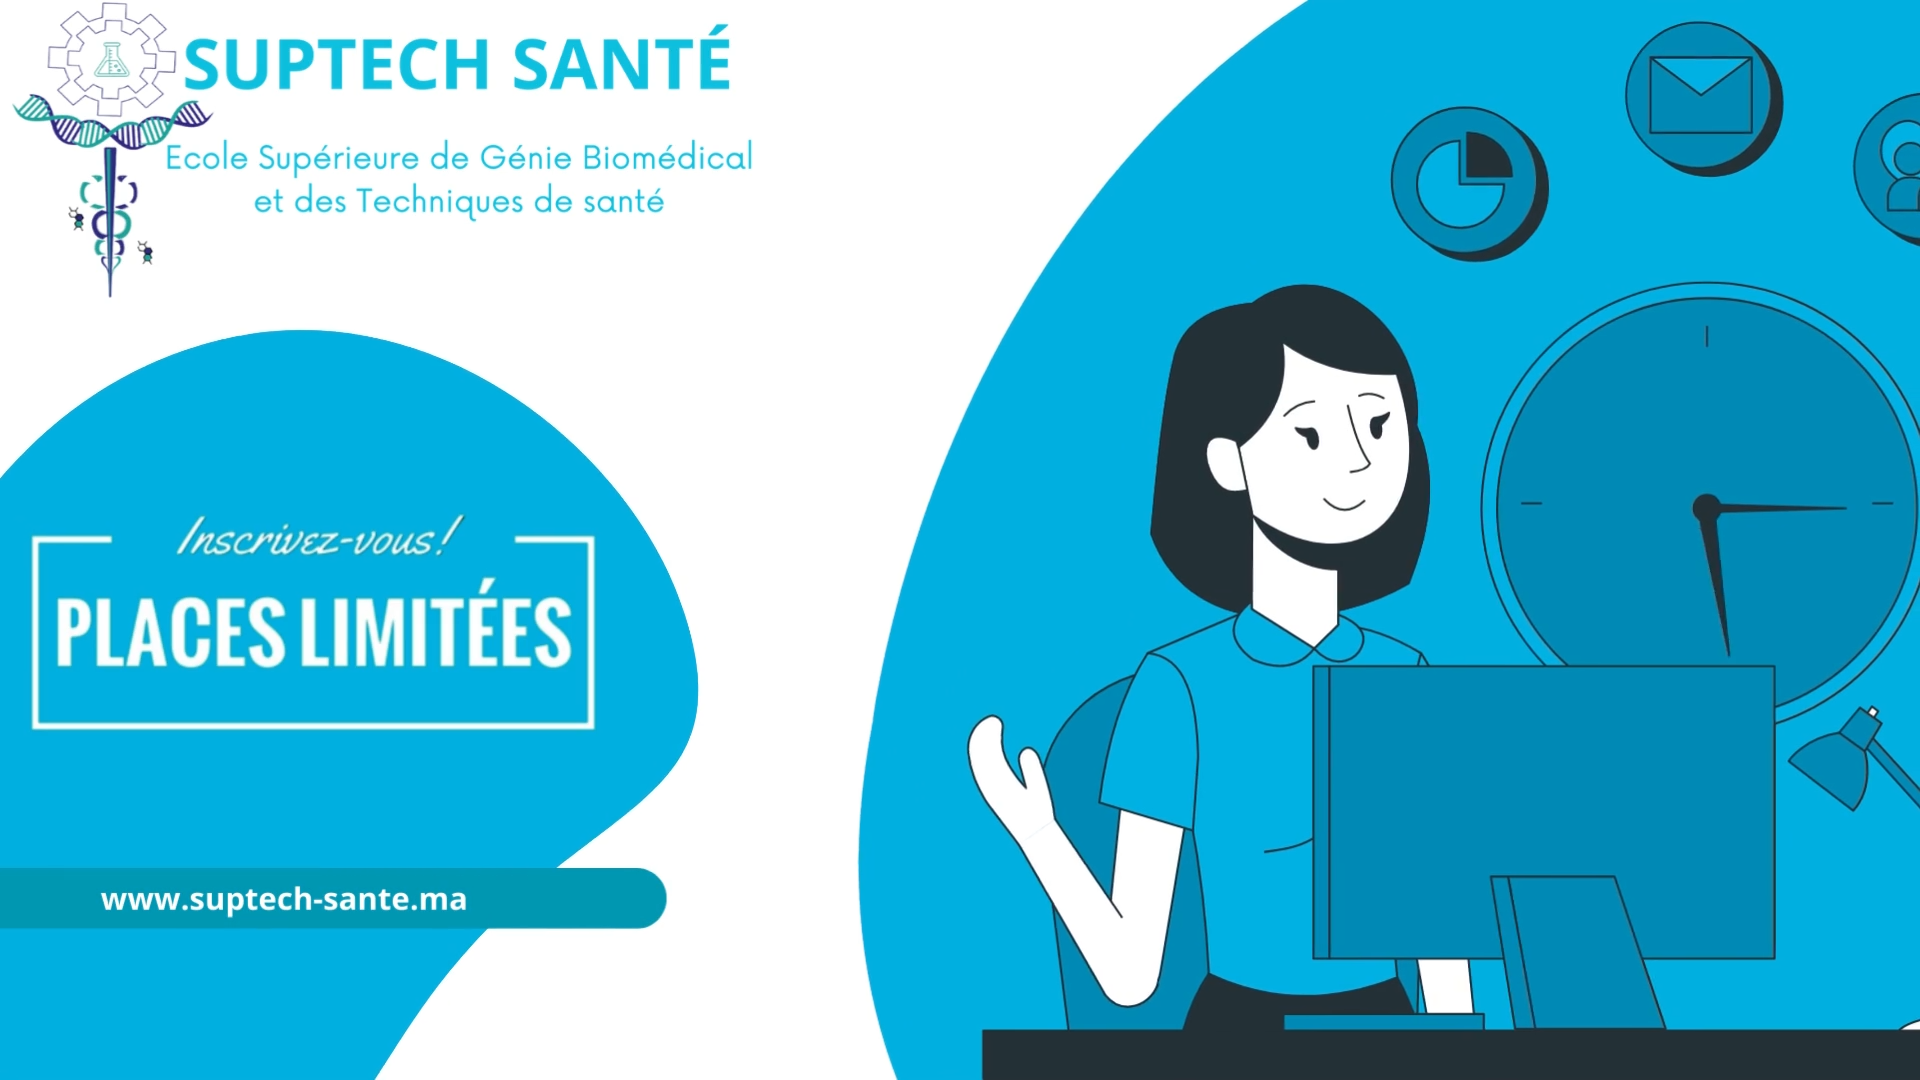 SUPTECH SANTÉ
Ecole Supérieure de Génie Biomédical
et des Techniques de santé
Inscrivez-vous!
PLACES LIMITÉES
www.suptech-sante.ma